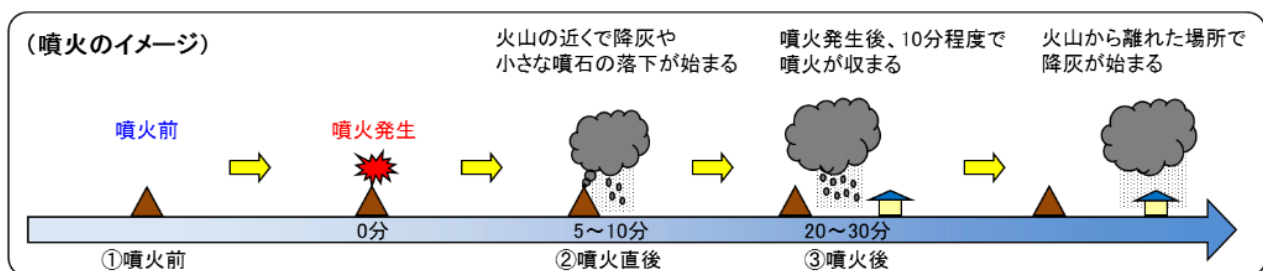 (噴火のイメージ)
火山の近くで降灰や
小さな噴石の落下が始まる
噴火発生後、10分程度で
噴火が収まる
火山から離れた場所で
降灰が始まる
噴火前
噴火発生
0分
5~10分
20~30分
①噴火前
②噴火直後
③噴火後